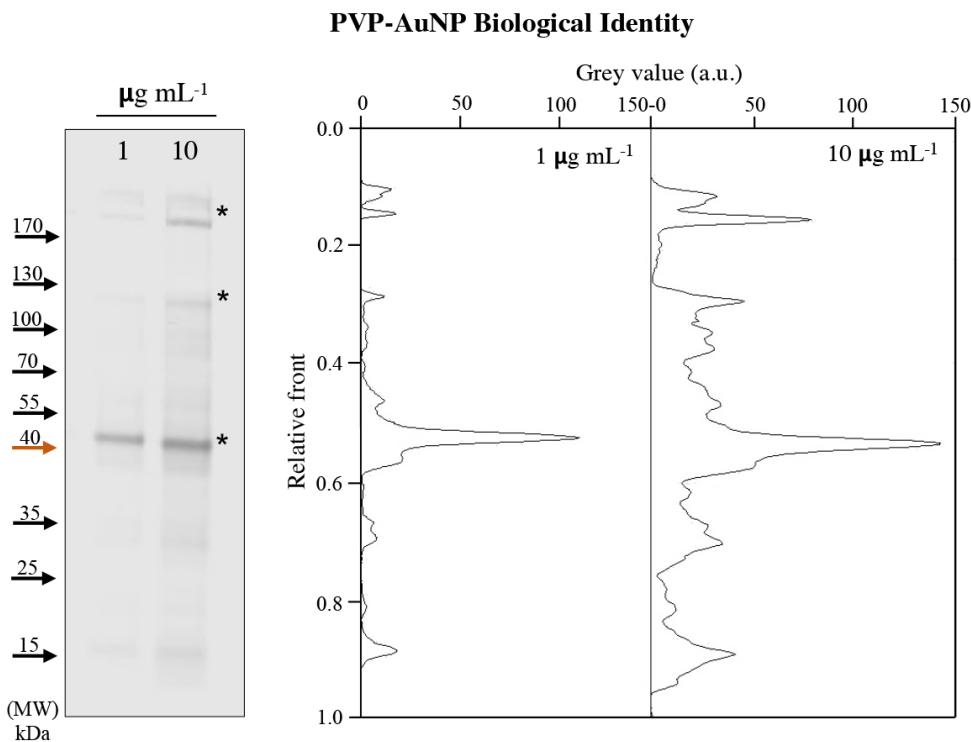 PVP-AuNP Biological Identity
µg mL-1
1 10
*
170
130
*
100
70
55
40
*
35
25
15
(MW)
kDa
Grey value (a.u.)
0 50 100 150-0 50 100 150
0.0
1 µg mL-1
10 µg mL-1
0.2
0.4
Relative front
0.6
0.8
1.0